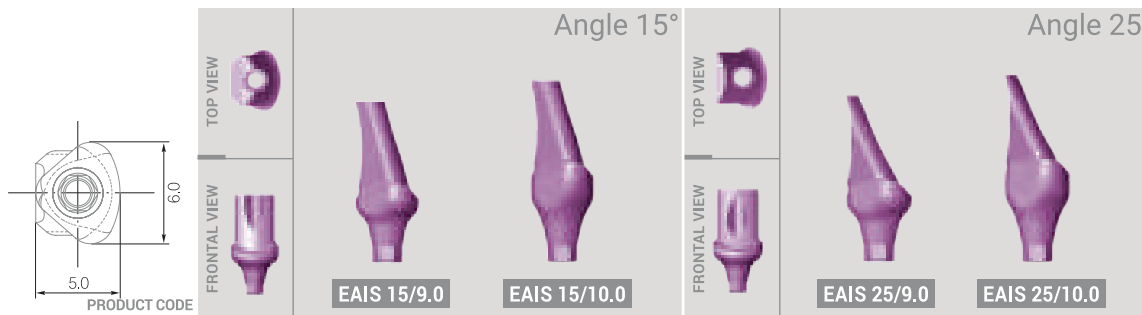 6.0
5.0
PRODUCT CODE
TOP VIEW
FRONTAL VIEW
Angle 15°
EAIS 15/9.0
EAIS 15/10.0
TOP VIEW
FRONTAL VIEW
Angle 25
EAIS 25/9.0
EAIS 25/10.0